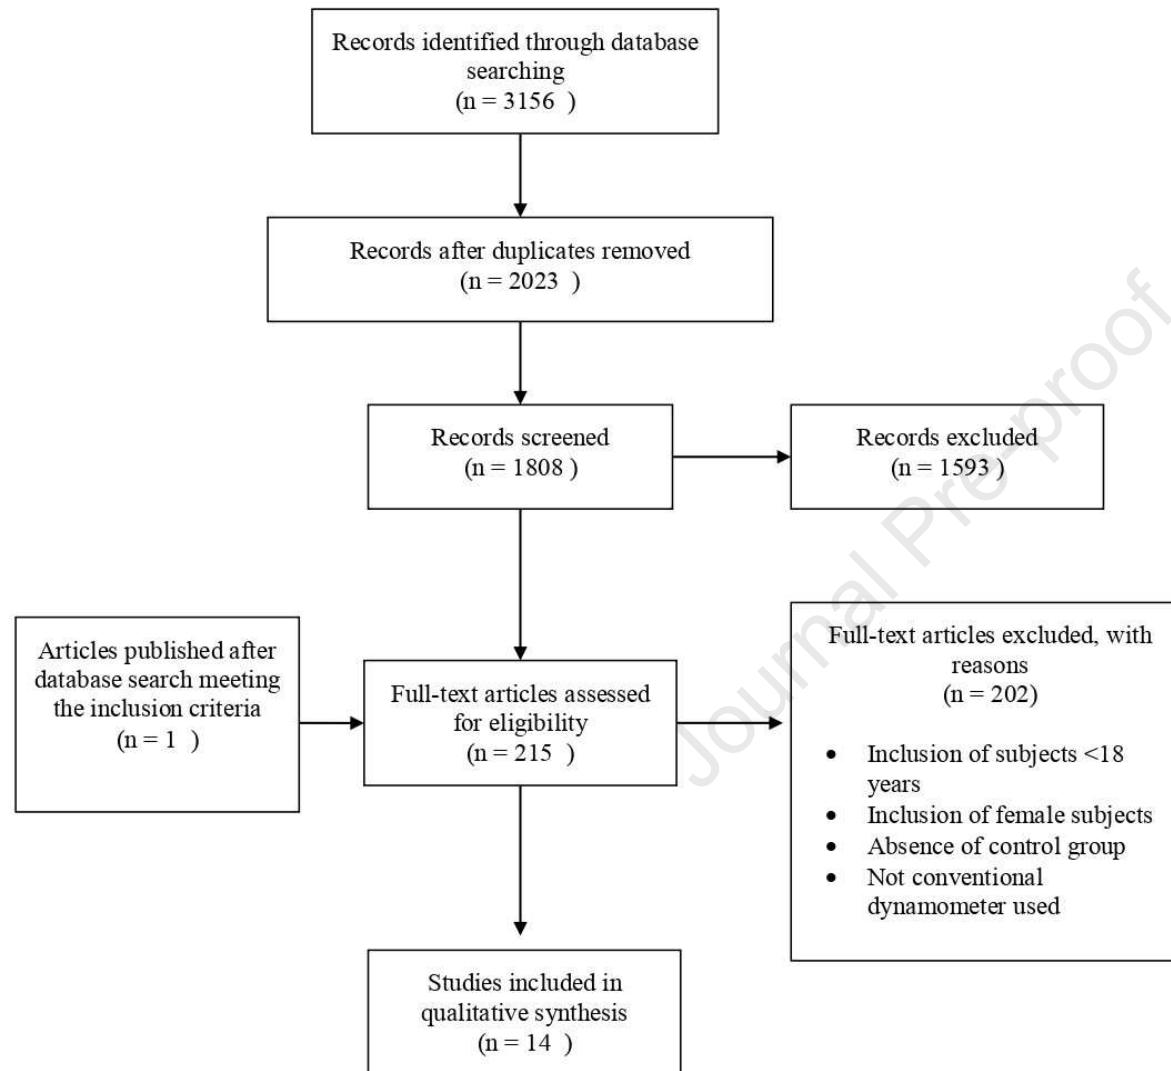 Records identified through database
searching
(n = 3156 )
Records after duplicates removed
(n = 2023 )
Records screened
(n = 1808 )
Records excluded
(n = 1593 )
Articles published after
database search meeting
the inclusion criteria
(n = 1 )
Full-text articles assessed
for eligibility
(n = 215 )
Full-text articles excluded, with
reasons
(n = 202)
• Inclusion of subjects <18
years
• Inclusion of female subjects
• Absence of control group
• Not conventional
dynamometer used
Studies included in
qualitative synthesis
(n = 14 )
Journal Pre-proof